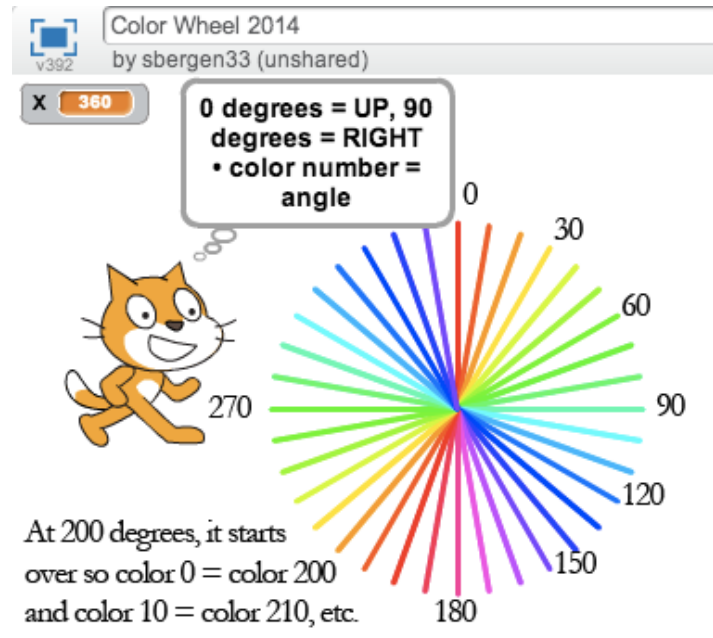 Color Wheel 2014
v392
by sbergen33 (unshared)
X 360
0 degrees = UP, 90
degrees = RIGHT
• color number =
angle
0
30
60
270
90
120
At 200 degrees, it starts
over so color 0 = color 200
150
and color 10 = color 210, etc.
180